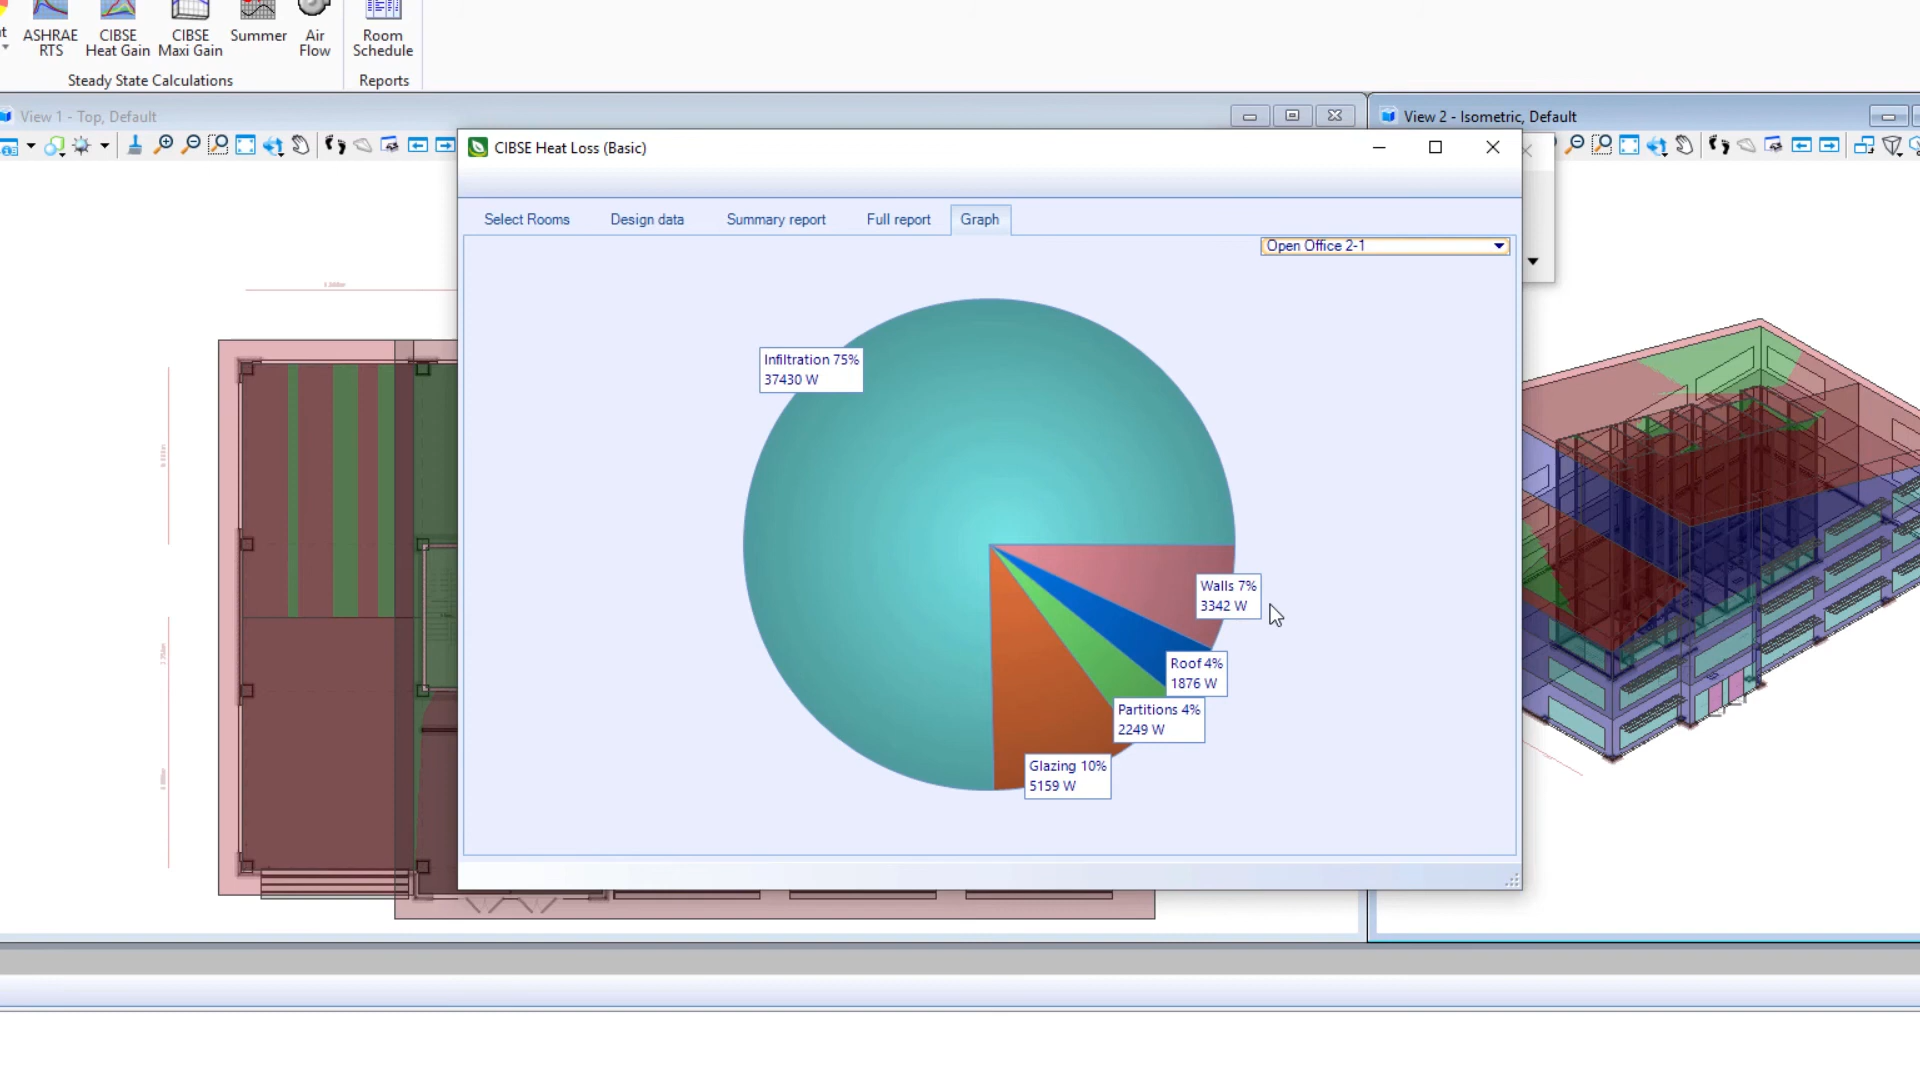 ASHRAE
RTS
CIBSE
Heat Gain
CIBSE
Maxi Gain
Summer
Air
Flow
Room
Schedule
Steady State Calculations
Reports
View 1 - Top, Default
View 2 - Isometric, Default
CIBSE Heat Loss (Basic)
Select Rooms
Design data
Summary report
Full report
Graph
Open Office 2-1
Infiltration 75%
37430 W
Walls 7%
3342 W
Roof 4%
1876 W
Partitions 4%
2249 W
Glazing 10%
5159 W